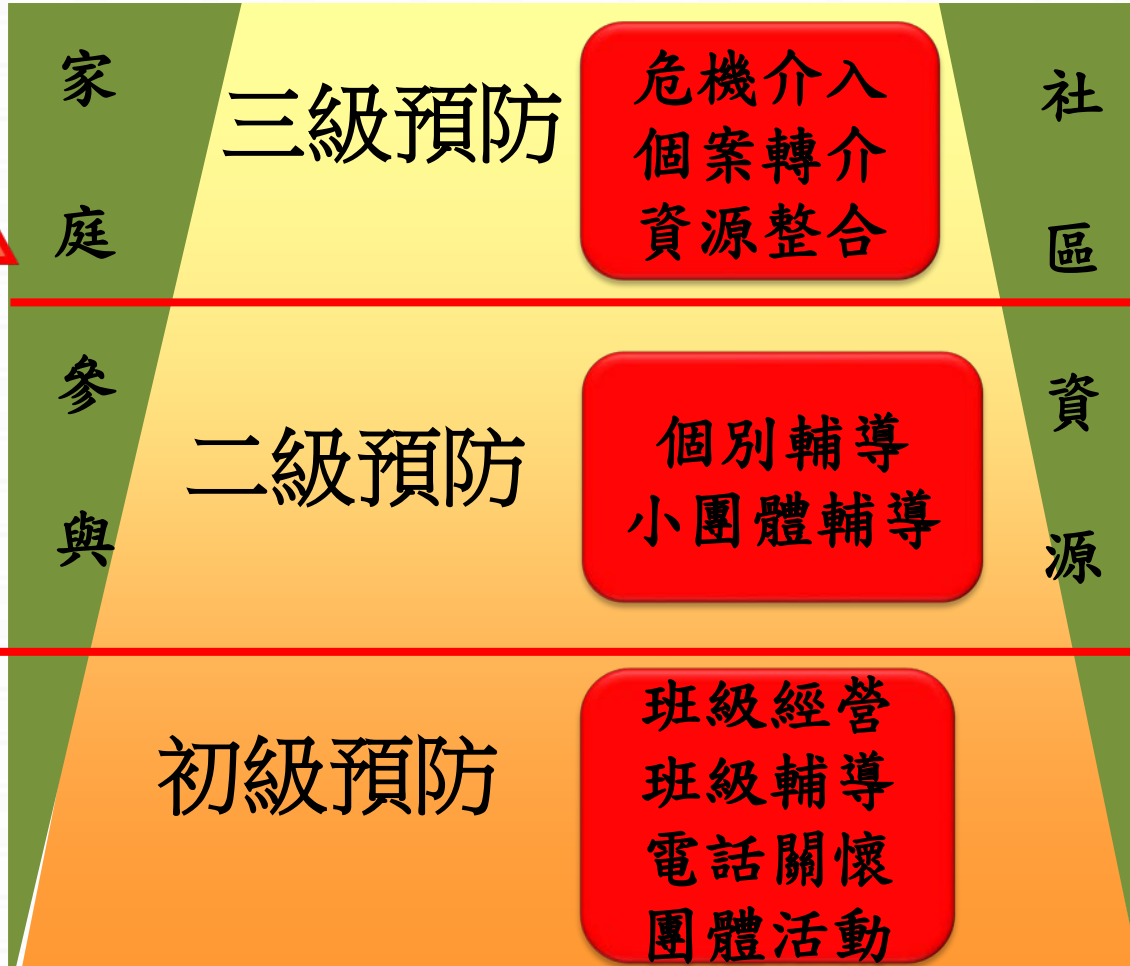 家庭參與
三級預防
危機介入
個案轉介
資源整合
二級預防
個別輔導
小團體輔導
初級預防
班級經營
班級輔導
電話關懷
團體活動
社區資源